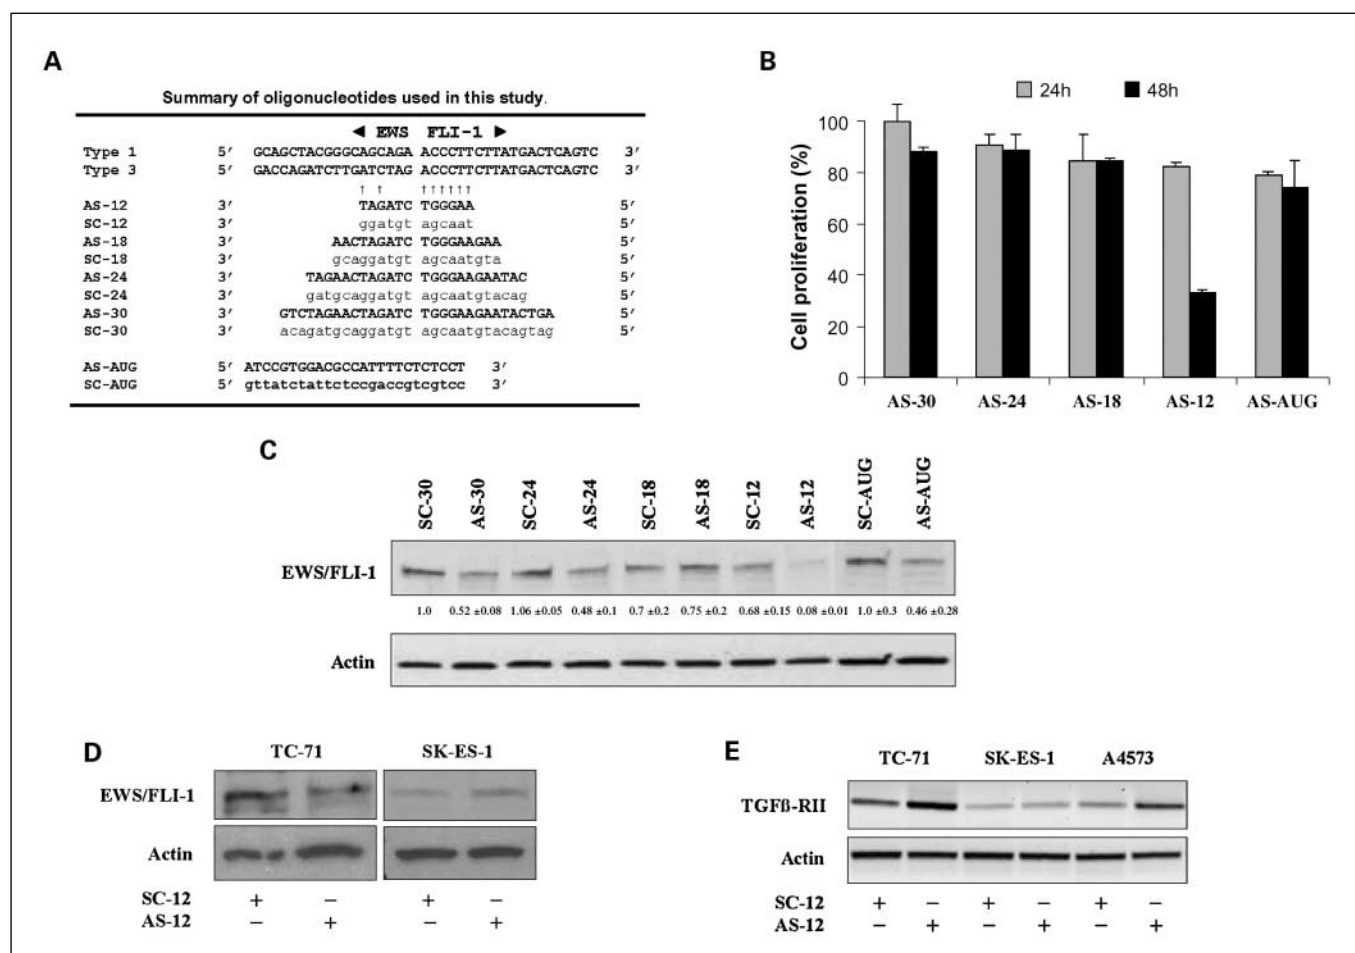 A
Summary of oligonucleotides used in this study.
◄ EWS FLI-1 ►
Type 1 5′ GCAGCTACGGGCAGCAGA ACCCTTCTTATGACTCAGTC 3′
Type 3 5′ GACCAGATCTTGATCTAG ACCCTTCTTATGACTCAGTC 3′
↑ ↑ ↑↑↑↑↑↑
AS-12 3′ TAGATC TGGGAA 5′
SC-12 3′ ggatgt agcaat 5′
AS-18 3′ AACTAGATC TGGGAAGAA 5′
SC-18 3′ gcaggatgt agcaatgta 5′
AS-24 3′ TAGAACTAGATC TGGGAAGAATAC 5′
SC-24 3′ gatgcaggatgt agcaatgtacag 5′
AS-30 3′ GTCTAGAACTAGATC TGGGAAGAATACTGA 5′
SC-30 3′ acagatgcaggatgt agcaatgtacagtag 5′
AS-AUG 5′ ATCCGTGGACGCCATTTTCTCTCCT 3′
SC-AUG 5′ gttatctattctccgaccgtcgtcc 3′
B
24h 48h
Cell proliferation (%)
100
80
60
40
20
0
AS-30 AS-24 AS-18 AS-12 AS-AUG
C
SC-30 AS-30 SC-24 AS-24 SC-18 AS-18 SC-12 AS-12 SC-AUG AS-AUG
EWS/FLI-1
1.0 0.52 ±0.08 1.06 ±0.05 0.48 ±0.1 0.7 ±0.2 0.75 ±0.2 0.68 ±0.15 0.08 ±0.01 1.0 ±0.3 0.46 ±0.28
Actin
D
TC-71 SK-ES-1
EWS/FLI-1
Actin
SC-12 + − + −
AS-12 − + − +
E
TC-71 SK-ES-1 A4573
TGFß-RII
Actin
SC-12 + − + − + −
AS-12 − + − + − +